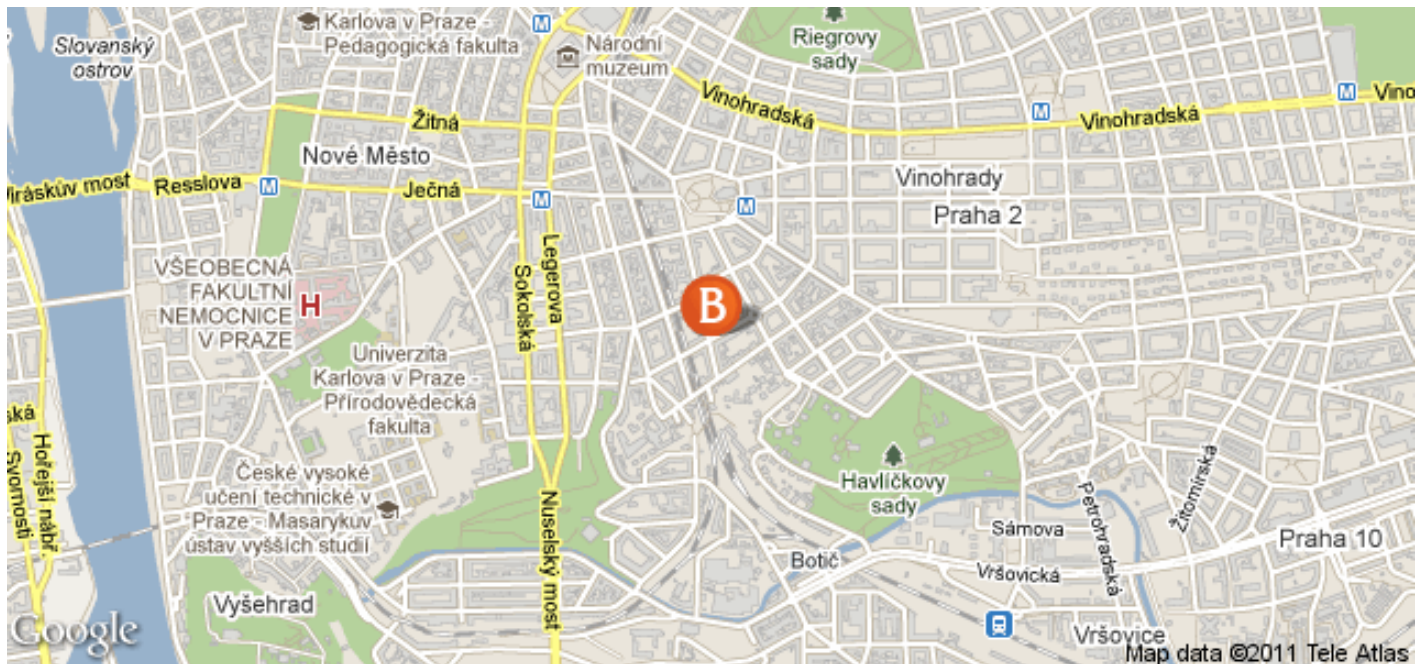 Slovanský
ostrov
Karlova v Praze -
Pedagogická fakulta
M
Národní
muzeum
Riegrovy
sady
Vinohradská
M
Vinohradská
M
Vino
Žitná
Nové Město
Jiráskův most
Resslova
M
Ječná
M
M
Vinohrady
Praha 2
VŠEOBECNÁ
FAKULTNÍ
NEMOCNICE
V PRAZE
H
Sokolská
Legerova
B
Univerzita
Karlova v Praze -
Přírodovědecká
fakulta
ská
Hořejší nábř.
Svornosti
České vysoké
učení technické v
Praze - Masarykuv
ústav vyšších studií
Nuselský most
Havlíčkovy
sady
Petrohradská
Žitomírská
Sámova
Praha 10
Botič
Vršovická
Vyšehrad
Vršovice
Google
Map data ©2011 Tele Atlas